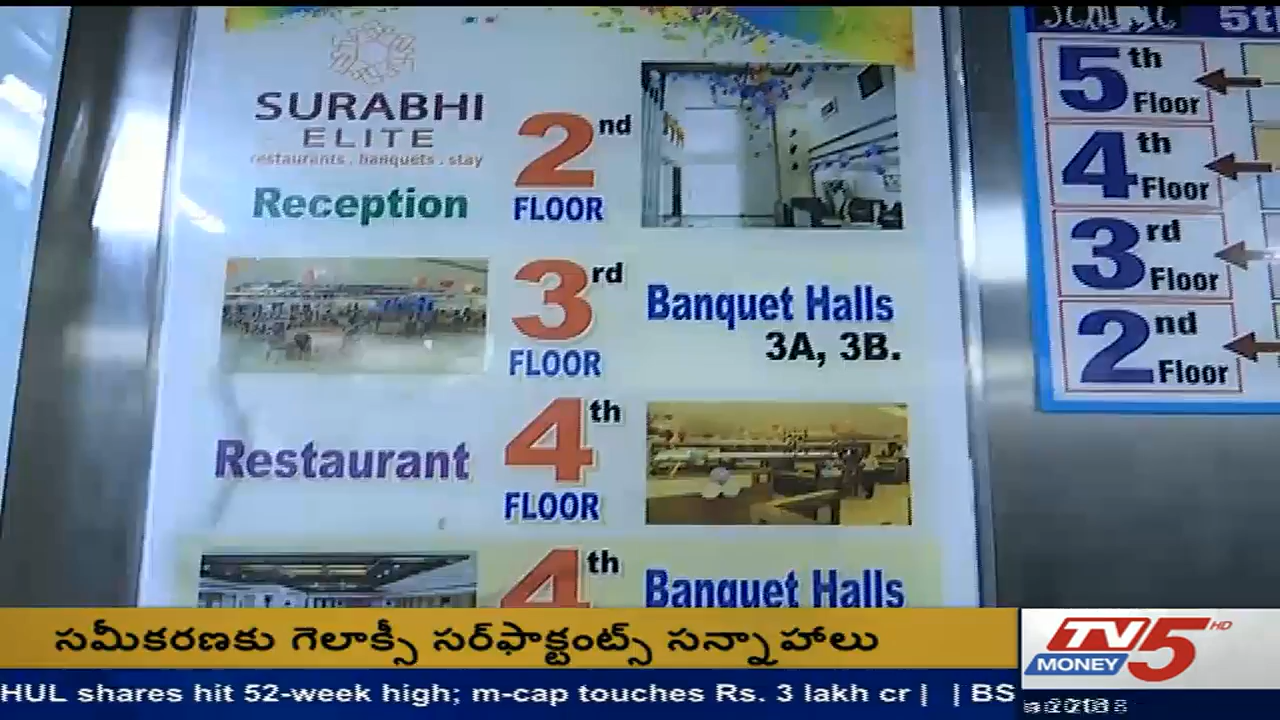 SURABHI
ELITE
restaurants . banquets . stay
Reception
2nd
FLOOR
3rd
FLOOR
Banquet Halls
3A, 3B.
Restaurant
4th
FLOOR
4th
Banquet Halls
5th
5th
Floor
4th
Floor
3rd
Floor
2nd
Floor
సమీకరణకు గెలాక్సీ సర్‌ఫాక్టంట్స్ సన్నాహాలు
TV5 HD
MONEY
HUL shares hit 52-week high; m-cap touches Rs. 3 lakh cr | | BS